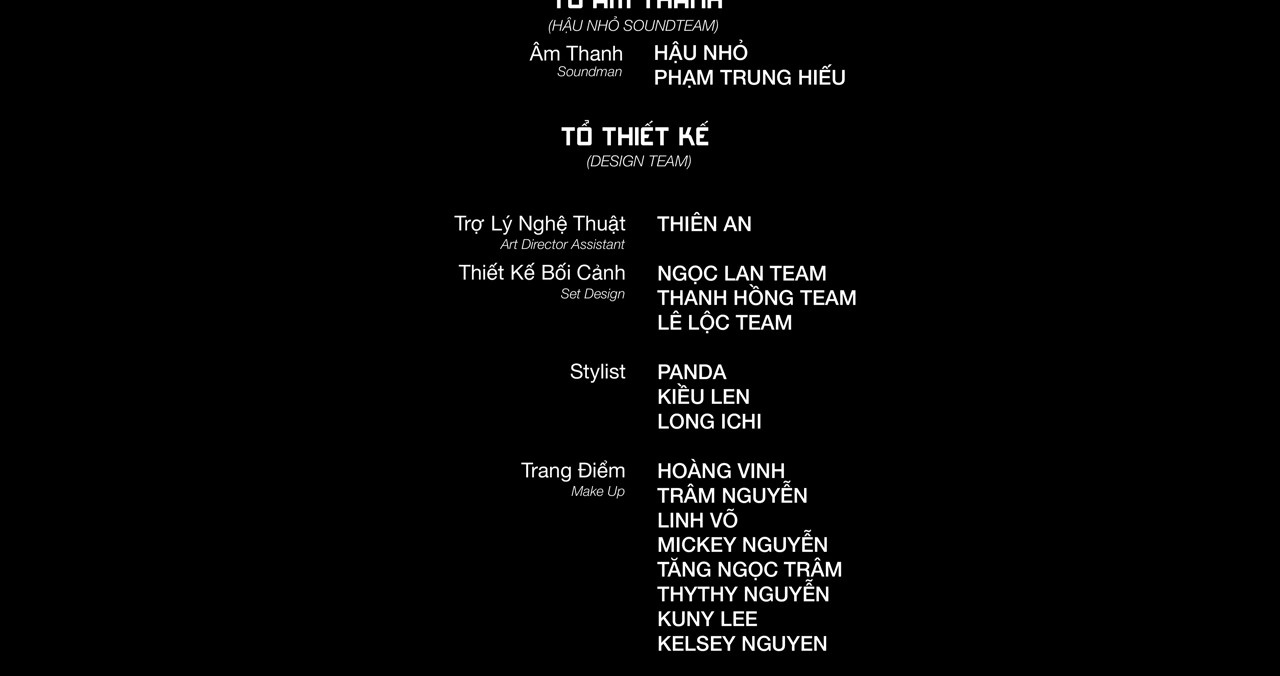 TỔ ÂM THANH
(HẬU NHỎ SOUNDTEAM)
Âm Thanh HẬU NHỎ
Soundman
PHẠM TRUNG HIẾU
TỔ THIẾT KẾ
(DESIGN TEAM)
Trợ Lý Nghệ Thuật THIÊN AN
Art Director Assistant
Thiết Kế Bối Cảnh NGỌC LAN TEAM
Set Design THANH HỒNG TEAM
LÊ LỘC TEAM
Stylist PANDA
KIỀU LEN
LONG ICHI
Trang Điểm HOÀNG VINH
Make Up TRÂM NGUYỄN
LINH VÕ
MICKEY NGUYỄN
TĂNG NGỌC TRÂM
THYTHY NGUYỄN
KUNY LEE
KELSEY NGUYEN